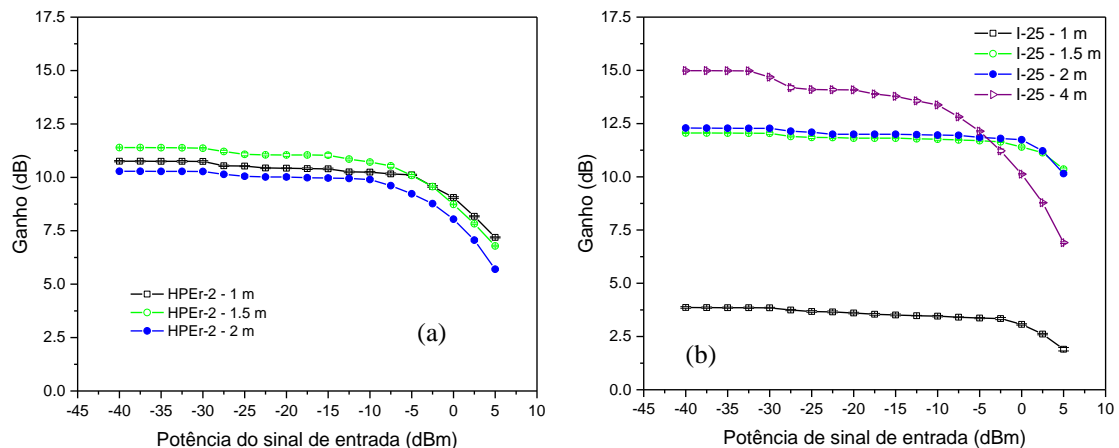 17.5
15.0
12.5
10.0
7.5
5.0
2.5
0.0
Ganho (dB)
HPEr-2 - 1 m
HPEr-2 - 1.5 m
HPEr-2 - 2 m
(a)
-45 -40 -35 -30 -25 -20 -15 -10 -5 0 5 10
Potência do sinal de entrada (dBm)
17.5
15.0
12.5
10.0
7.5
5.0
2.5
0.0
Ganho (dB)
I-25 - 1 m
I-25 - 1.5 m
I-25 - 2 m
I-25 - 4 m
(b)
-45 -40 -35 -30 -25 -20 -15 -10 -5 0 5 10
Potência de sinal de entrada (dBm)